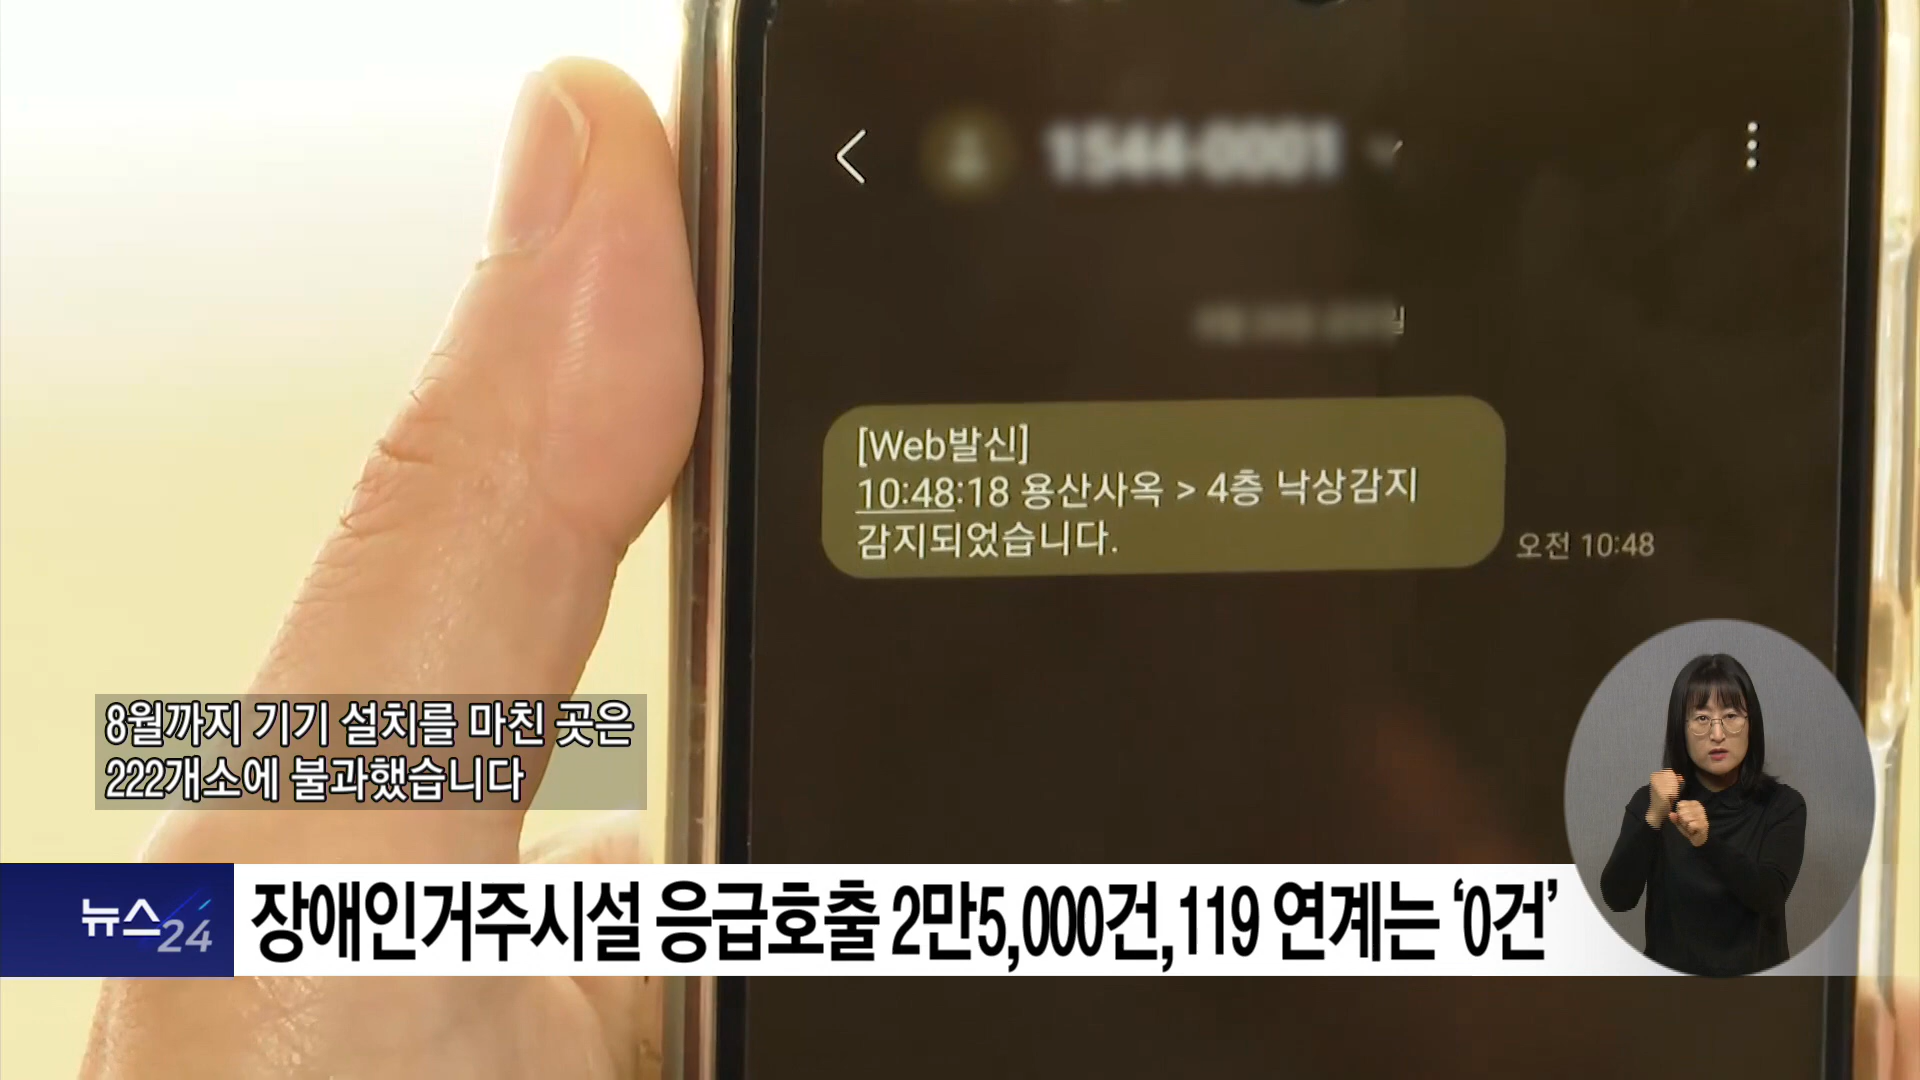 [Web발신]
10:48:18 용산사옥 > 4층 낙상감지
감지되었습니다.
오전 10:48
8월까지 기기 설치를 마친 곳은
222개소에 불과했습니다
뉴스24
장애인거주시설 응급호출 2만5,000건,119 연계는 ‘0건’